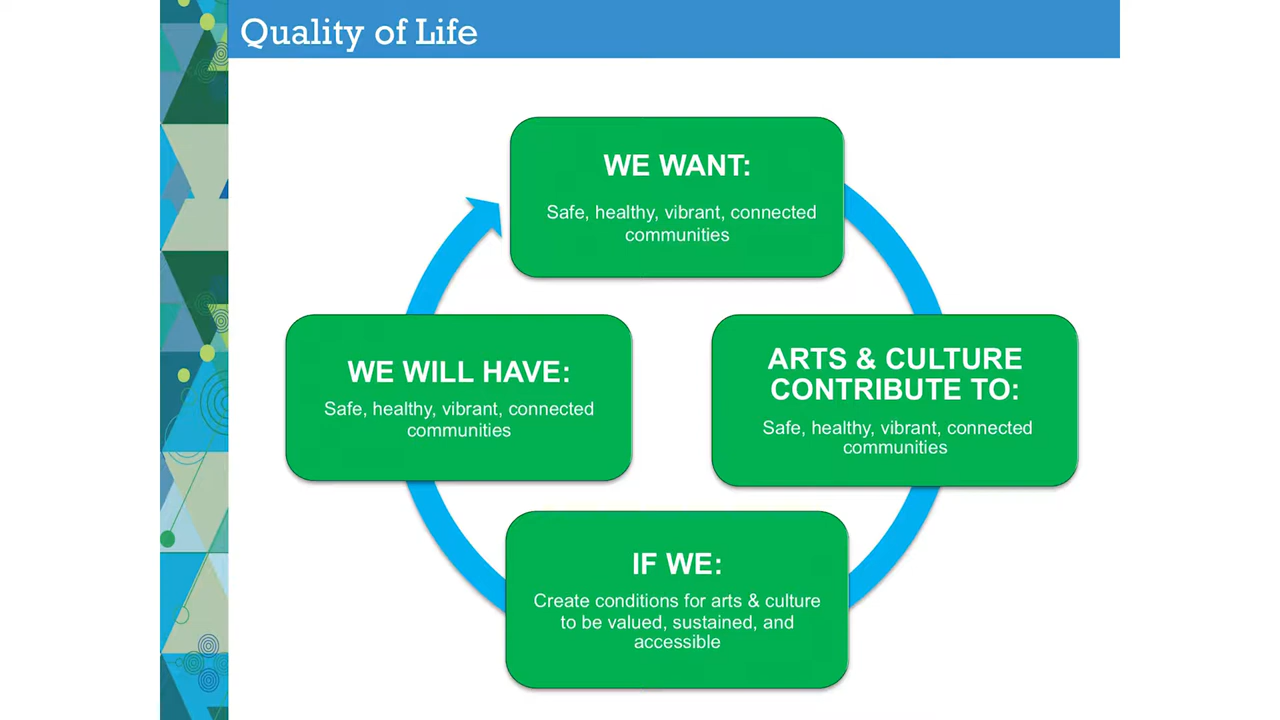 Quality of Life
WE WANT:
Safe, healthy, vibrant, connected
communities
ARTS & CULTURE
CONTRIBUTE TO:
Safe, healthy, vibrant, connected
communities
IF WE:
Create conditions for arts & culture
to be valued, sustained, and
accessible
WE WILL HAVE:
Safe, healthy, vibrant, connected
communities